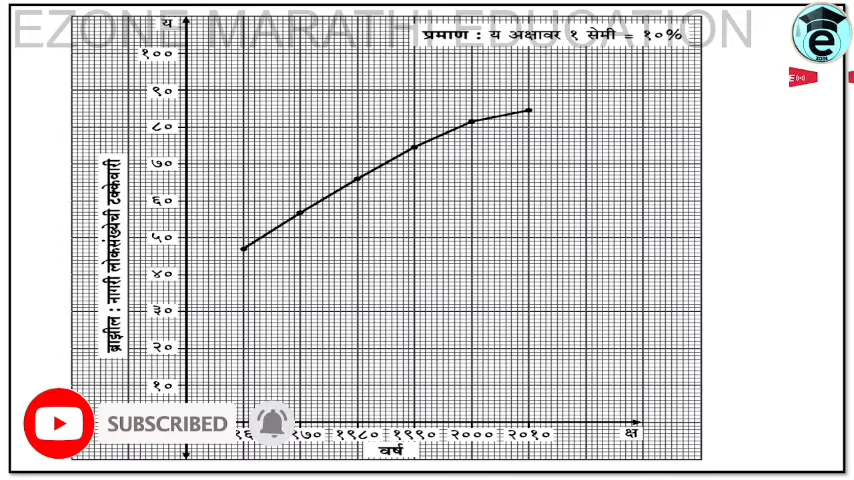 EZONE MARATHI EDUCATION
य
प्रमाण : य अक्षावर १ सेमी = १०%
e
EZONE
E
१००
९०
८०
७०
६०
५०
४०
३०
२०
१०
ब्राझील : नागरी लोकसंख्येची टक्केवारी
SUBSCRIBED
१९८० १९९० २००० २०१० क्ष
वर्ष